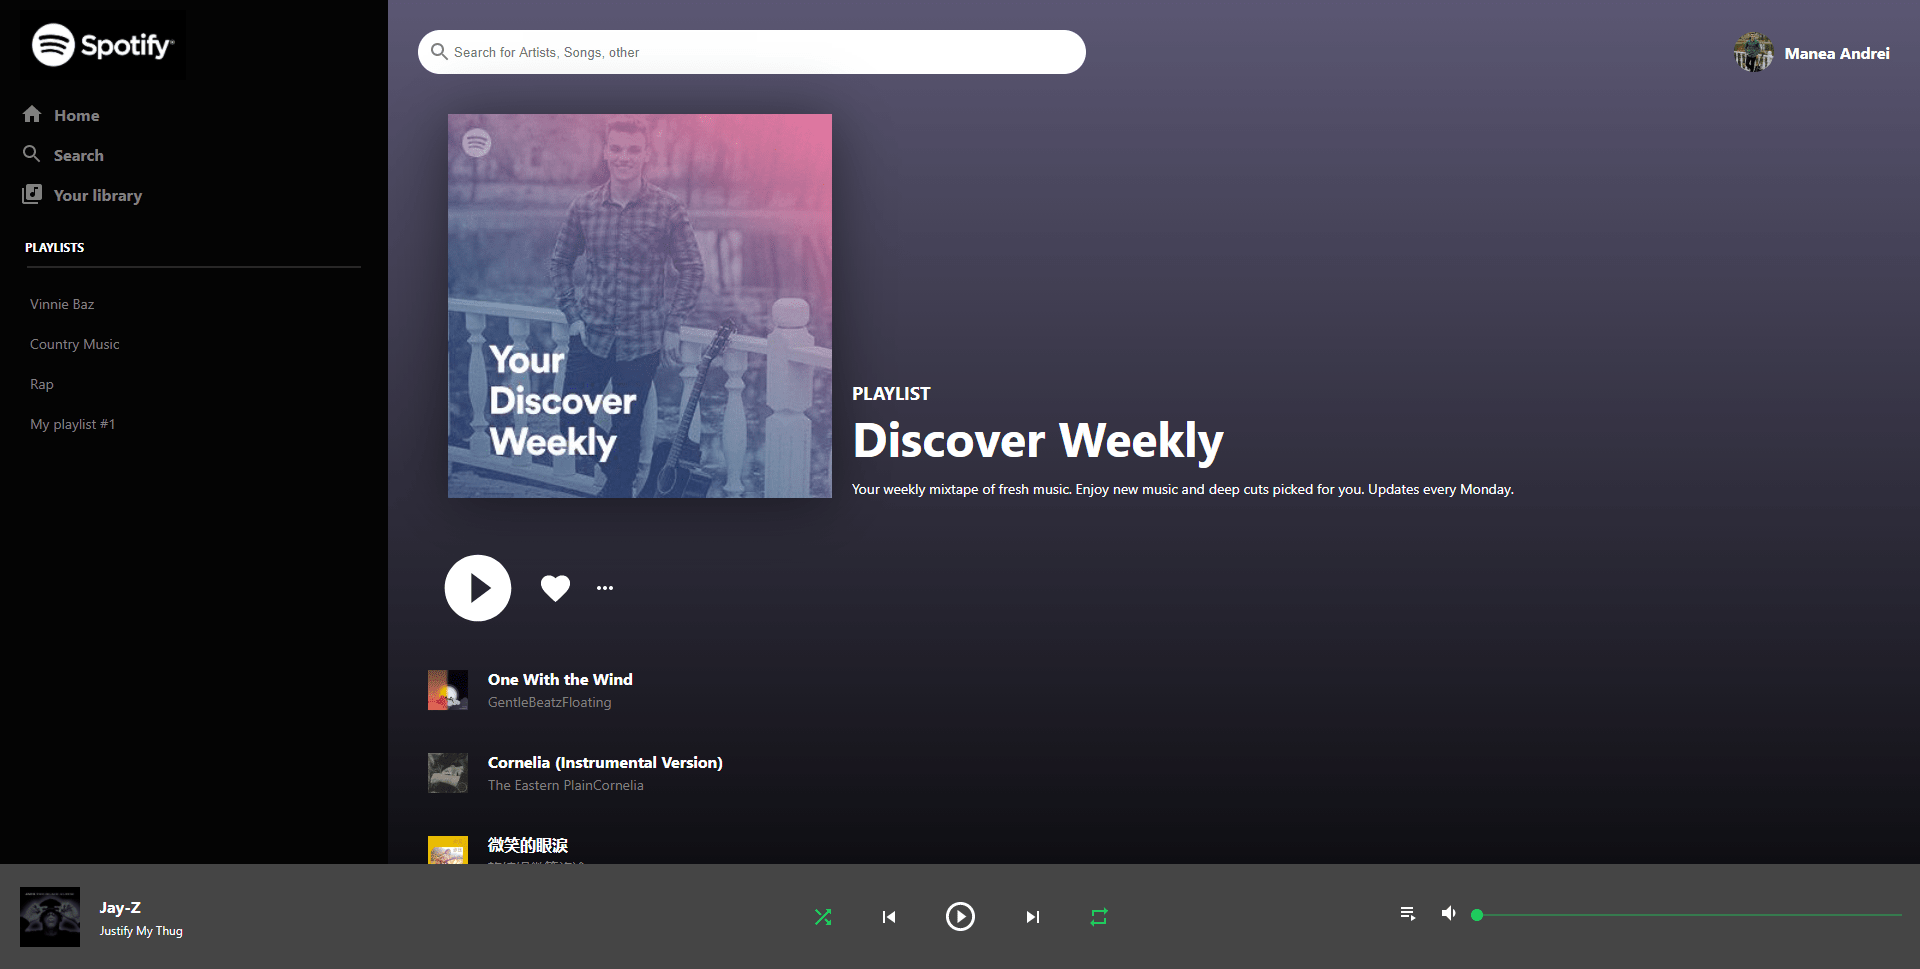 Spotify
Home
Search
Your library
PLAYLISTS
Vinnie Baz
Country Music
Rap
My playlist #1
Search for Artists, Songs, other
Manea Andrei
Your
Discover
Weekly
PLAYLIST
Discover Weekly
Your weekly mixtape of fresh music. Enjoy new music and deep cuts picked for you. Updates every Monday.
One With the Wind
GentleBeatzFloating
Cornelia (Instrumental Version)
The Eastern PlainCornelia
微笑的眼淚
Jay-Z
Justify My Thug